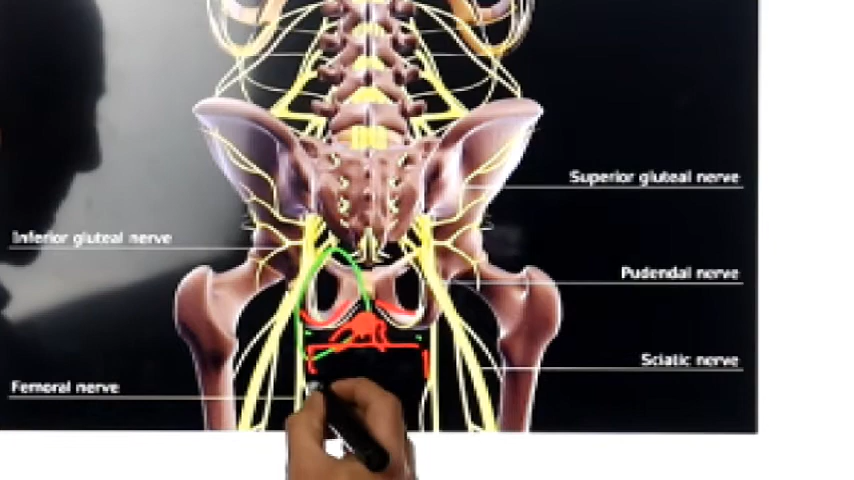 Superior gluteal nerve
Inferior gluteal nerve
Pudendal nerve
Sciatic nerve
Femoral nerve